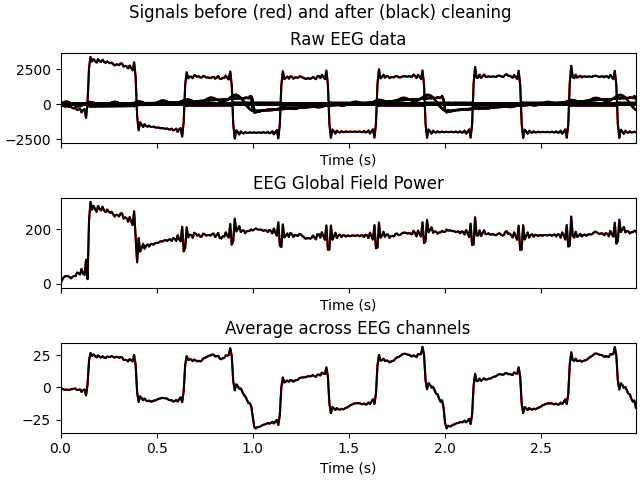 Signals before (red) and after (black) cleaning
Raw EEG data
2500
0
−2500
Time (s)
EEG Global Field Power
200
0
Time (s)
Average across EEG channels
25
0
−25
0.0 0.5 1.0 1.5 2.0 2.5
Time (s)